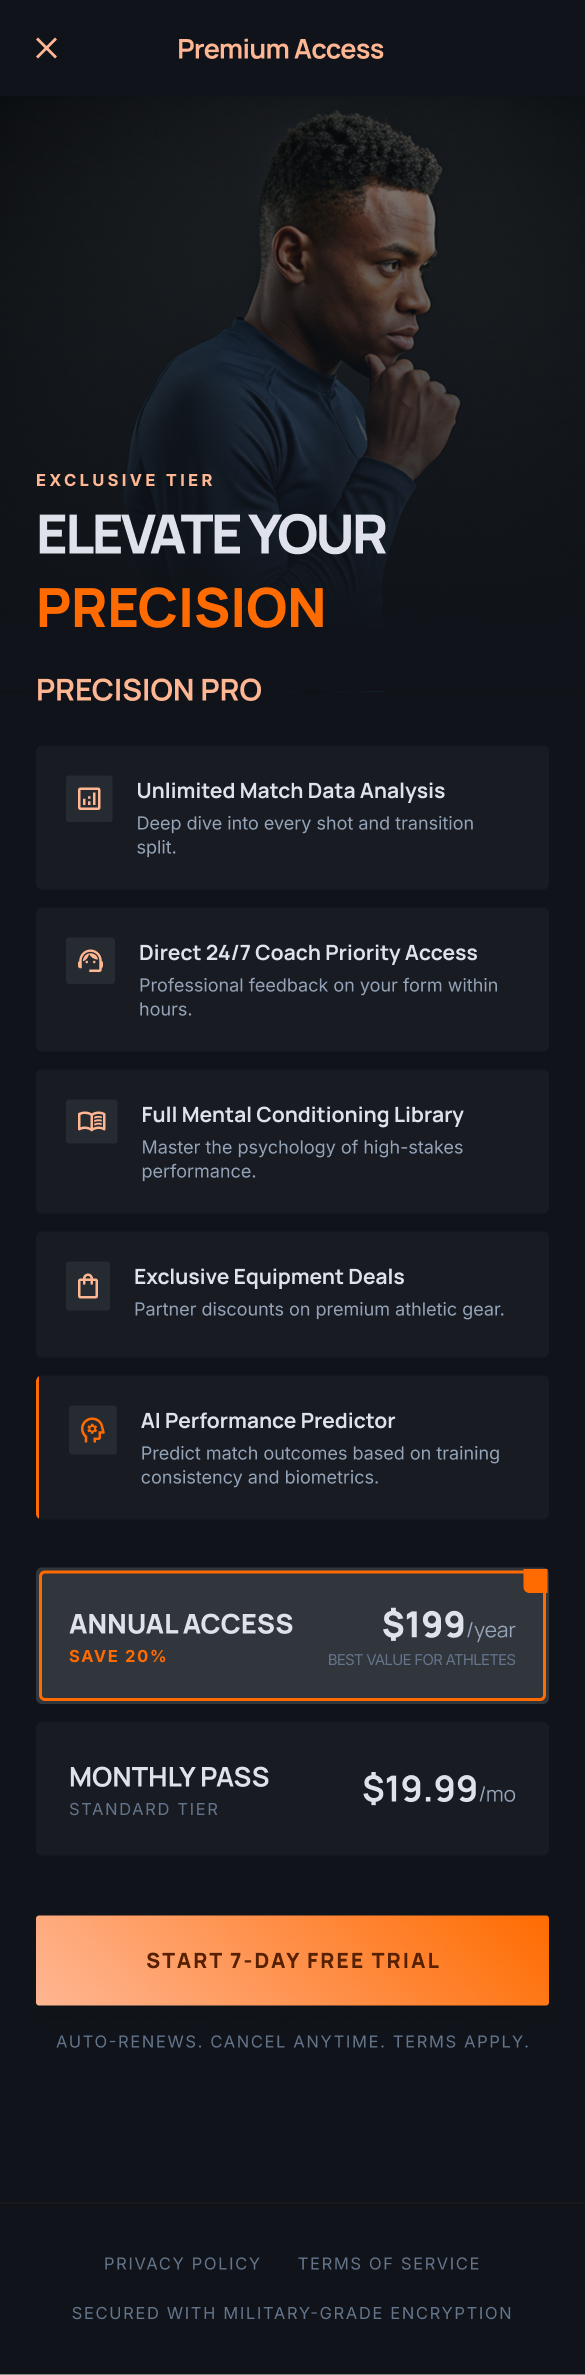 Premium Access
EXCLUSIVE TIER
ELEVATE YOUR
PRECISION
PRECISION PRO
Unlimited Match Data Analysis
Deep dive into every shot and transition
split.
Direct 24/7 Coach Priority Access
Professional feedback on your form within
hours.
Full Mental Conditioning Library
Master the psychology of high-stakes
performance.
Exclusive Equipment Deals
Partner discounts on premium athletic gear.
AI Performance Predictor
Predict match outcomes based on training
consistency and biometrics.
ANNUAL ACCESS
SAVE 20%
$199/year
BEST VALUE FOR ATHLETES
MONTHLY PASS
STANDARD TIER
$19.99/mo
START 7-DAY FREE TRIAL
AUTO-RENEWS. CANCEL ANYTIME. TERMS APPLY.
PRIVACY POLICY TERMS OF SERVICE
SECURED WITH MILITARY-GRADE ENCRYPTION